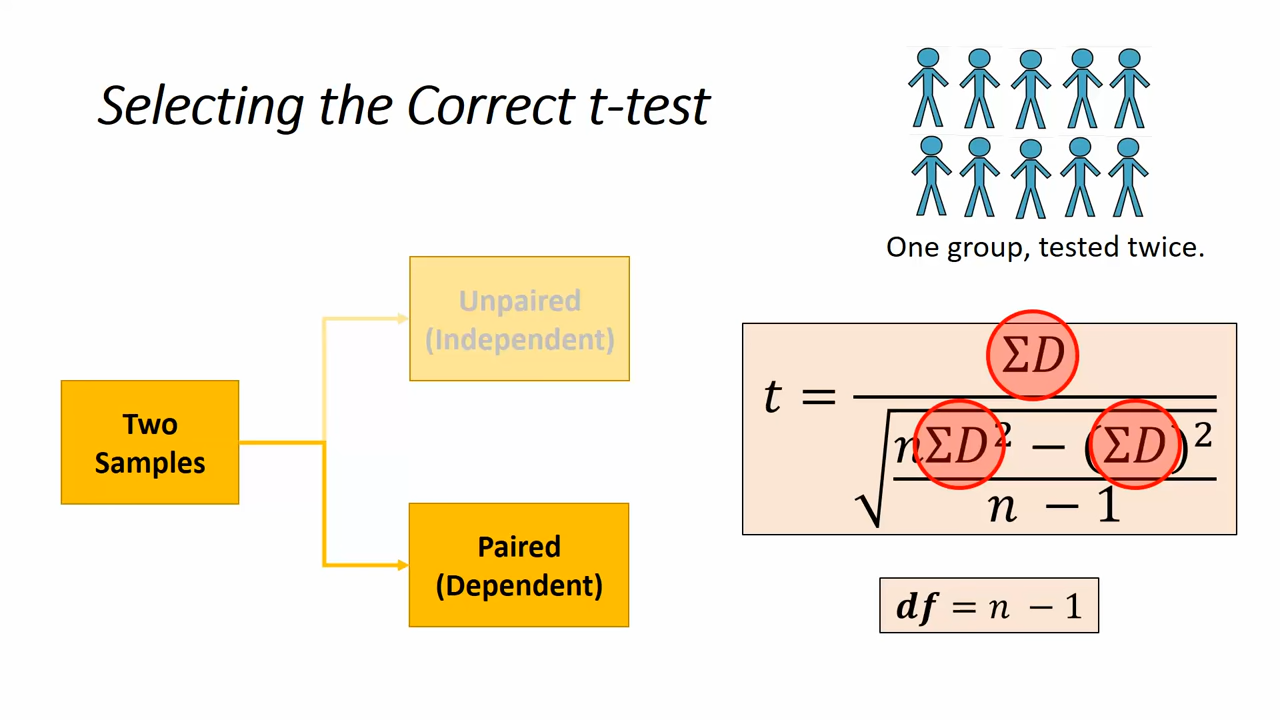 Selecting the Correct t-test
One group, tested twice.
Unpaired
(Independent)
Two
Samples
Paired
(Dependent)
t = ΣD / √((nΣD² − (ΣD)²) / (n − 1))
df = n − 1